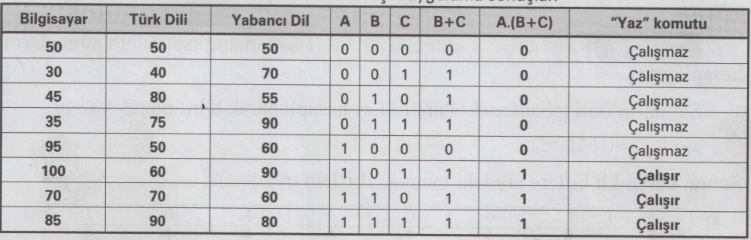 Bilgisayar Türk Dili Yabancı Dil A B C B+C A.(B+C) "Yaz" komutu
50 50 50 0 0 0 0 0 Çalışmaz
30 40 70 0 0 1 1 0 Çalışmaz
45 80 55 0 1 0 1 0 Çalışmaz
35 75 90 0 1 1 1 0 Çalışmaz
95 50 60 1 0 0 0 0 Çalışmaz
100 60 90 1 0 1 1 1 Çalışır
70 70 60 1 1 0 1 1 Çalışır
85 90 80 1 1 1 1 1 Çalışır